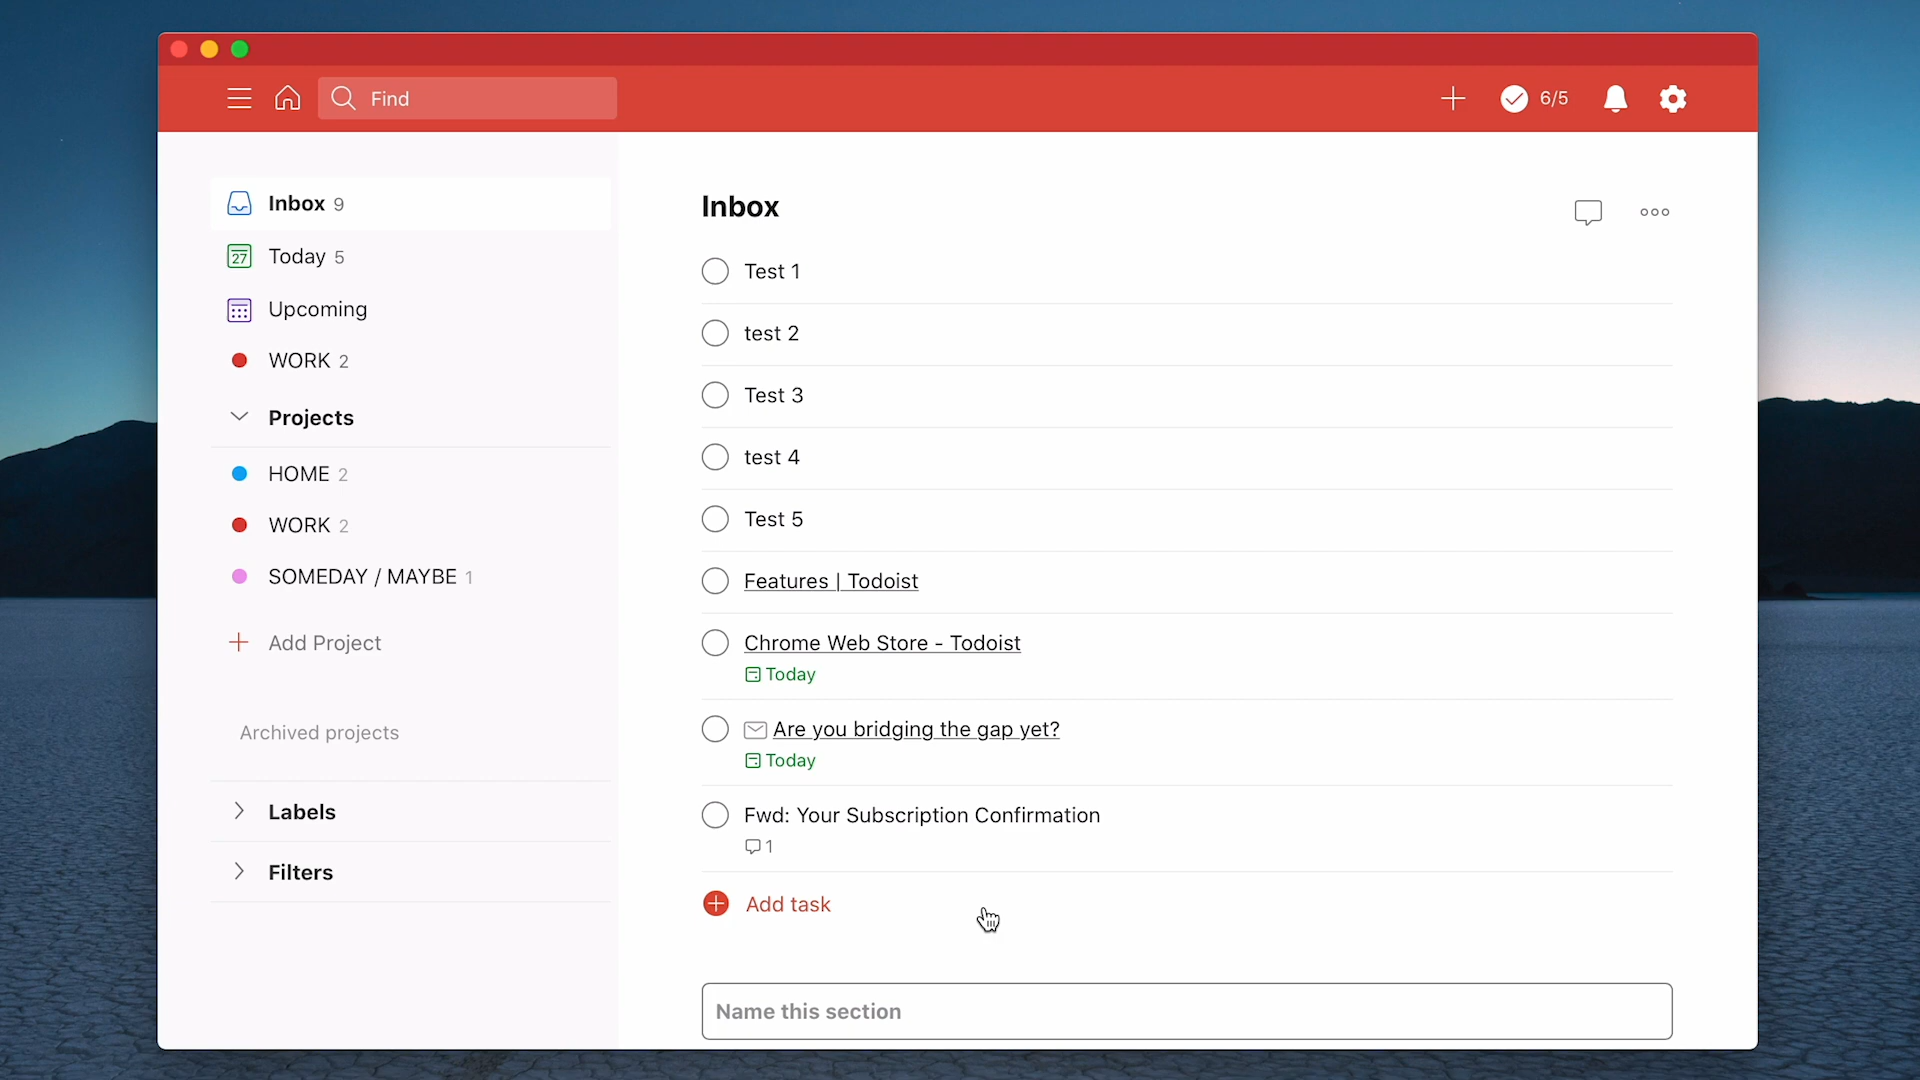 Find
6/5
Inbox 9
27
Today 5
Upcoming
WORK 2
Projects
HOME 2
WORK 2
SOMEDAY / MAYBE 1
Add Project
Archived projects
Labels
Filters
Inbox
Test 1
test 2
Test 3
test 4
Test 5
Features | Todoist
Chrome Web Store - Todoist
Today
Are you bridging the gap yet?
Today
Fwd: Your Subscription Confirmation
1
Add task
Name this section